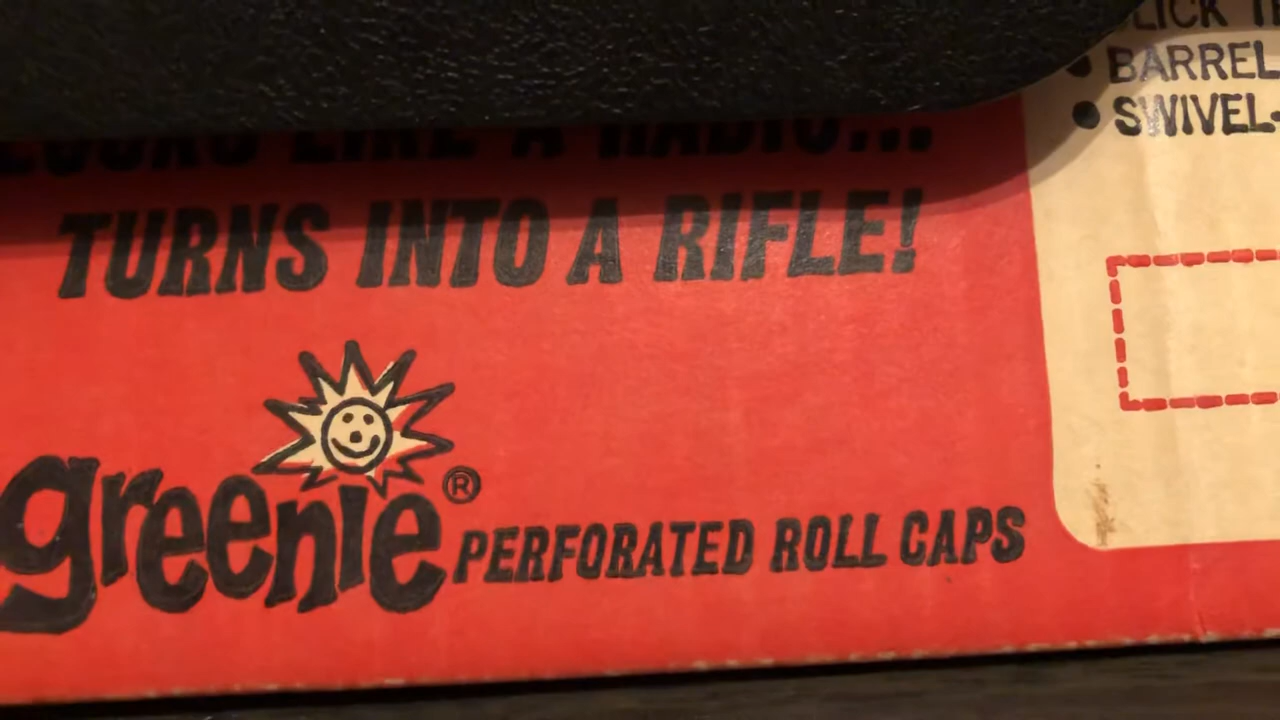 LOOKS LIKE A RADIO...
TURNS INTO A RIFLE!
greenie®
PERFORATED ROLL CAPS
• BARREL
• SWIVEL-